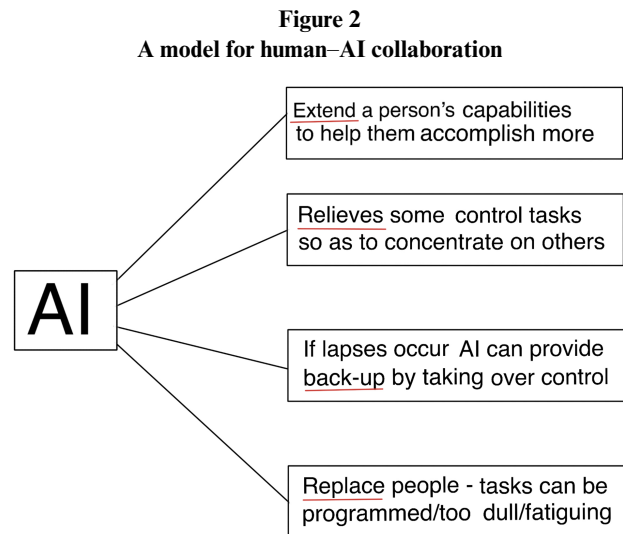 Figure 2
A model for human–AI collaboration
Extend a person's capabilities
to help them accomplish more
Relieves some control tasks
so as to concentrate on others
AI
If lapses occur AI can provide
back-up by taking over control
Replace people - tasks can be
programmed/too dull/fatiguing